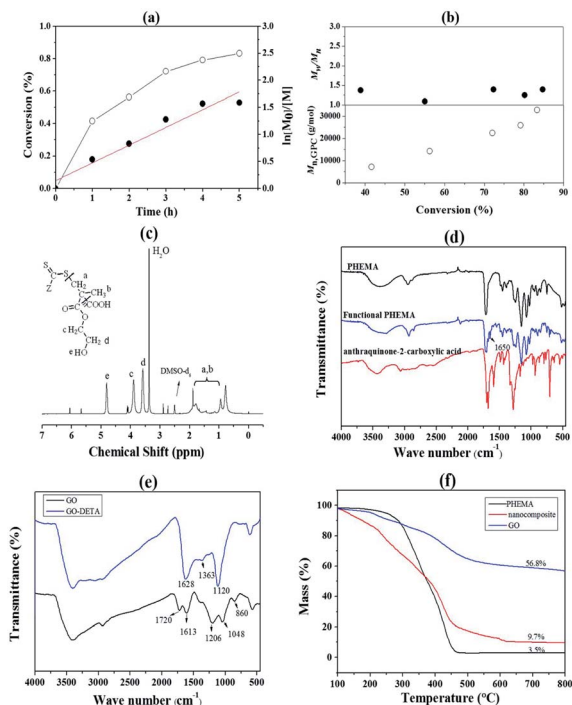 (a)
Conversion (%)
1.0
0.8
0.6
0.4
0.2
0.0
0 1 2 3 4 5
Time (h)
3.0
2.5
2.0
1.5
1.0
0.5
0.0
ln[M0]/[M]
(b)
Mw/Mn
Mn,GPC (g/mol)
30000
20000
10000
0
40 50 60 70 80 90
Conversion (%)
(c)
H2O
S
S
Z
a
CH2
b
CH3
O
COOH
O
c
CH2 d
e HO
DMSO-d6
a,b
e
c
d
7 6 5 4 3 2 1 0
Chemical Shift (ppm)
(d)
Transmittance (%)
PHEMA
Functional PHEMA
1650
anthraquinone-2-carboxylic acid
4000 3500 3000 2500 2000 1500 1000 500
Wave number (cm-1)
(e)
Transmittance (%)
GO
GO-DETA
1628
1363
1120
1720
1613
1206
1048
860
4000 3500 3000 2500 2000 1500 1000 500
Wave number (cm-1)
(f)
Mass (%)
100
80
60
40
20
0
PHEMA
nanocomposite
GO
56.8%
9.7%
3.5%
100 200 300 400 500 600 700 800
Temperature (°C)